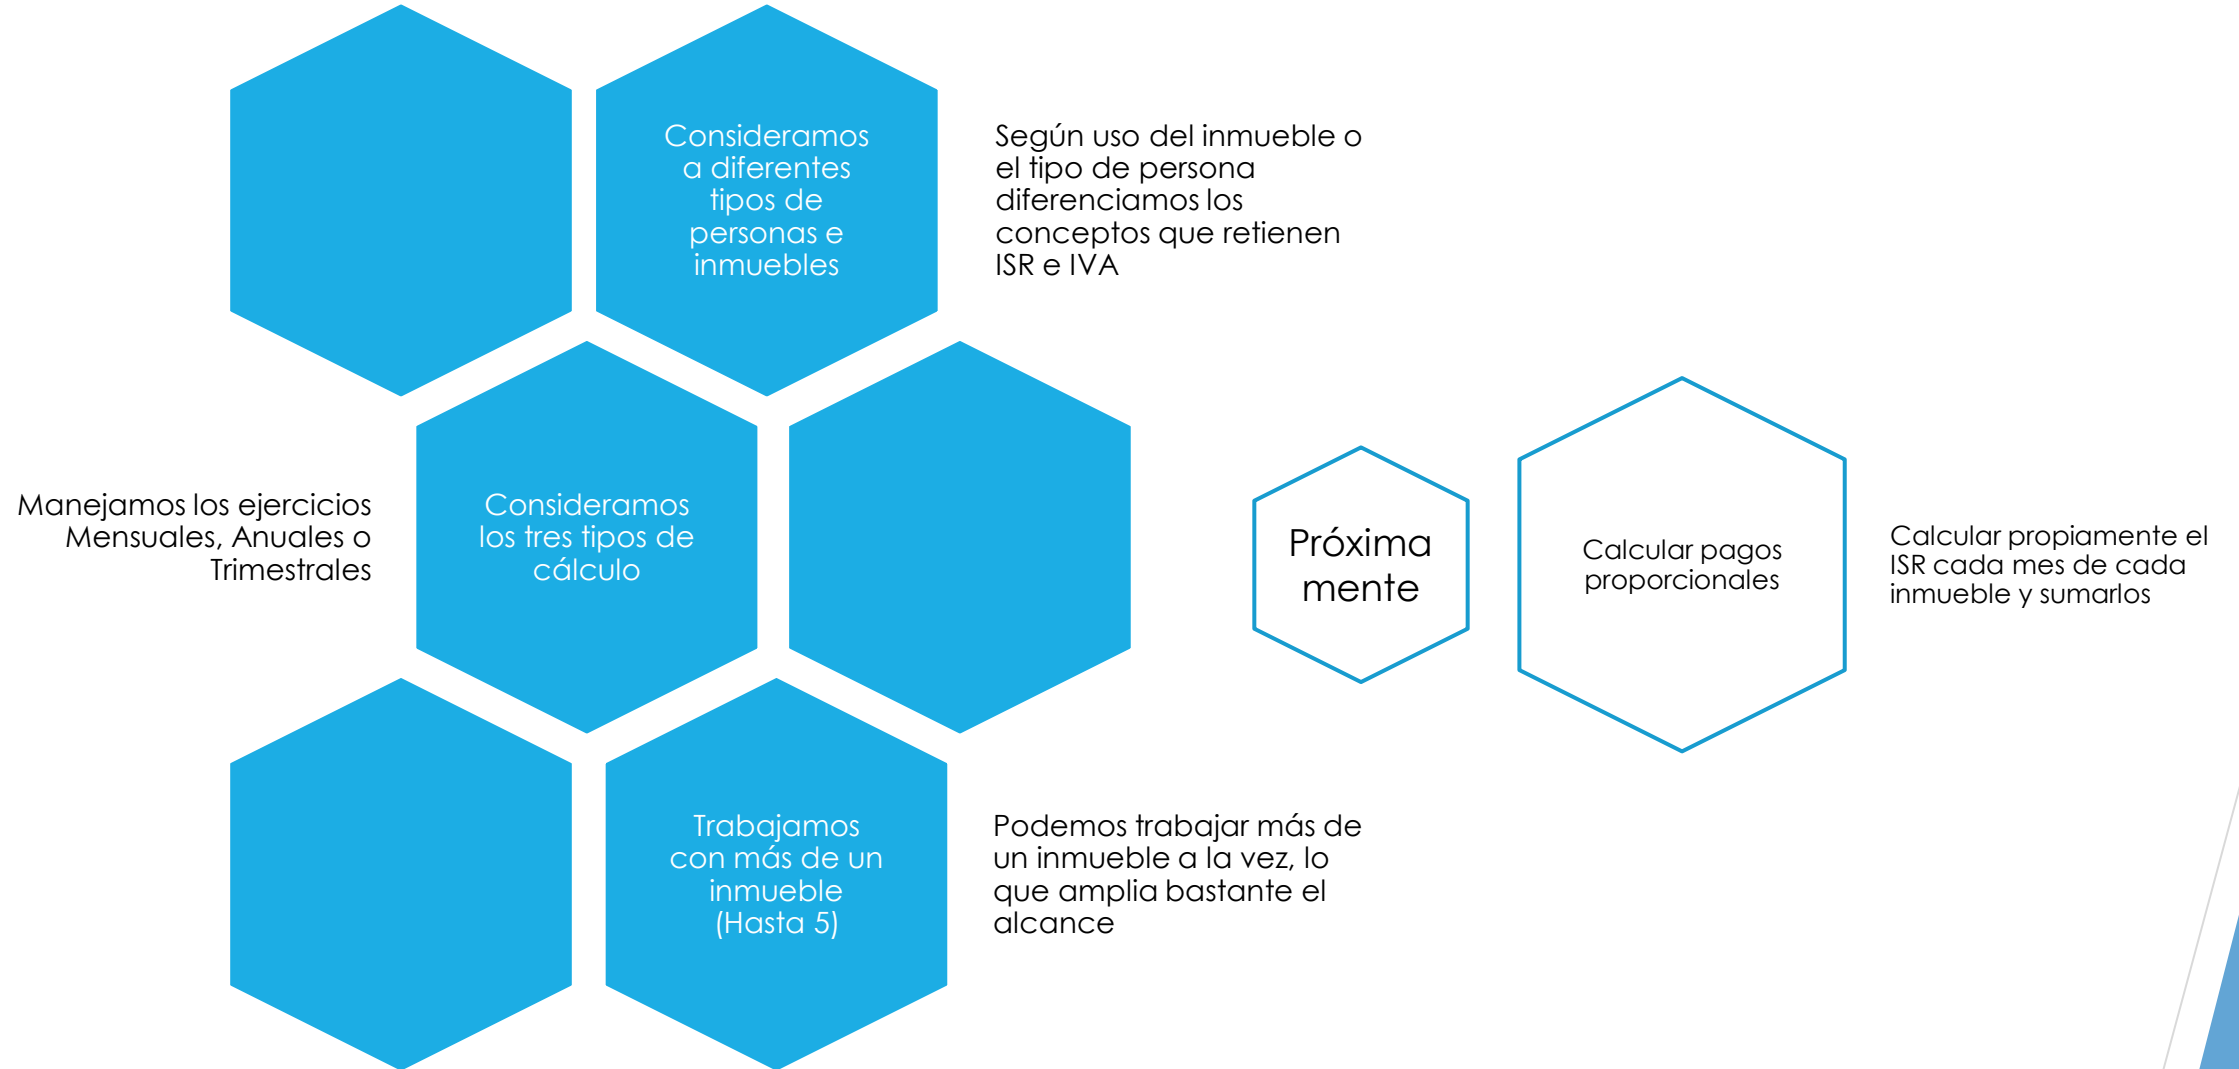 Consideramos
a diferentes
tipos de
personas e
inmuebles
Según uso del inmueble o
el tipo de persona
diferenciamos los
conceptos que retienen
ISR e IVA
Manejamos los ejercicios
Mensuales, Anuales o
Trimestrales
Consideramos
los tres tipos de
cálculo
Trabajamos
con más de un
inmueble
(Hasta 5)
Podemos trabajar más de
un inmueble a la vez, lo
que amplia bastante el
alcance
Próxima
mente
Calcular pagos
proporcionales
Calcular propiamente el
ISR cada mes de cada
inmueble y sumarlos